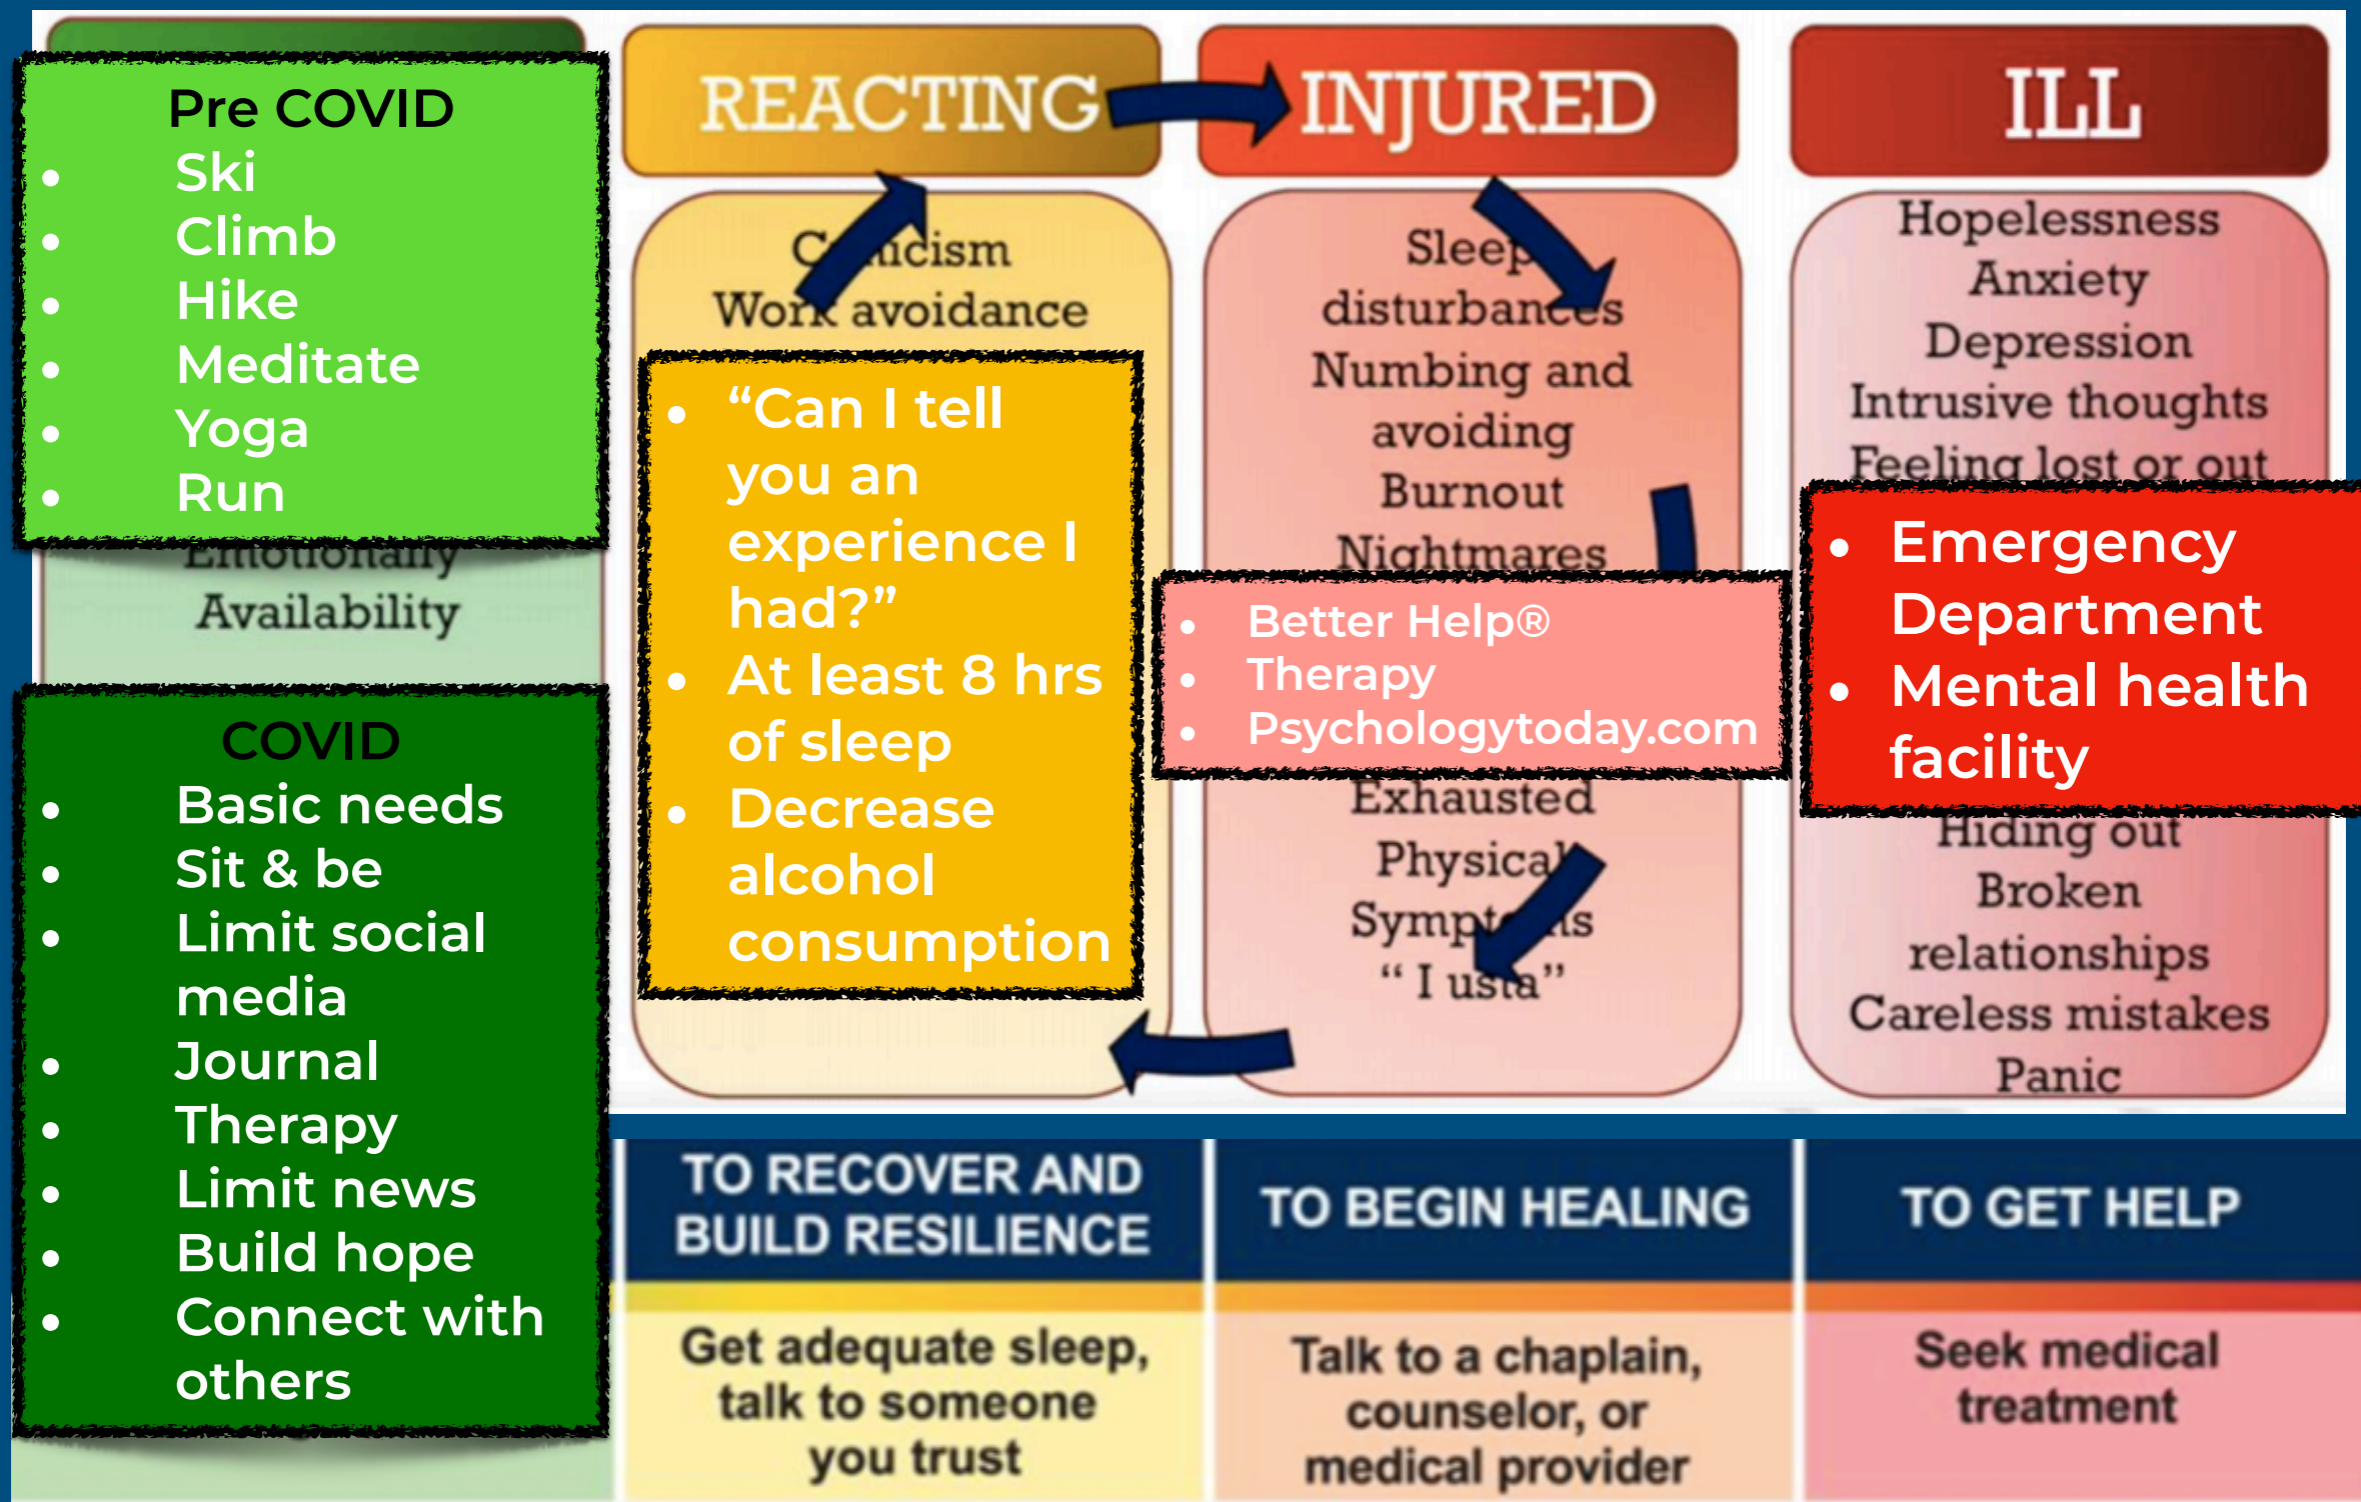 Pre COVID
• Ski
• Climb
• Hike
• Meditate
• Yoga
• Run
Emotionally
Availability
COVID
• Basic needs
• Sit & be
• Limit social
media
• Journal
• Therapy
• Limit news
• Build hope
• Connect with
others
REACTING
Work avoidance
• “Can I tell
you an
experience I
had?”
• At least 8 hrs
of sleep
• Decrease
alcohol
consumption
INJURED
Sleep
disturbances
Numbing and
avoiding
Burnout
Nightmares
• Better Help®
• Therapy
• Psychologytoday.com
Exhausted
Physical
Symptoms
“ I usta”
ILL
Hopelessness
Anxiety
Depression
Intrusive thoughts
Feeling lost or out
• Emergency
Department
• Mental health
facility
Hiding out
Broken
relationships
Careless mistakes
Panic
TO RECOVER AND
BUILD RESILIENCE
Get adequate sleep,
talk to someone
you trust
TO BEGIN HEALING
Talk to a chaplain,
counselor, or
medical provider
TO GET HELP
Seek medical
treatment